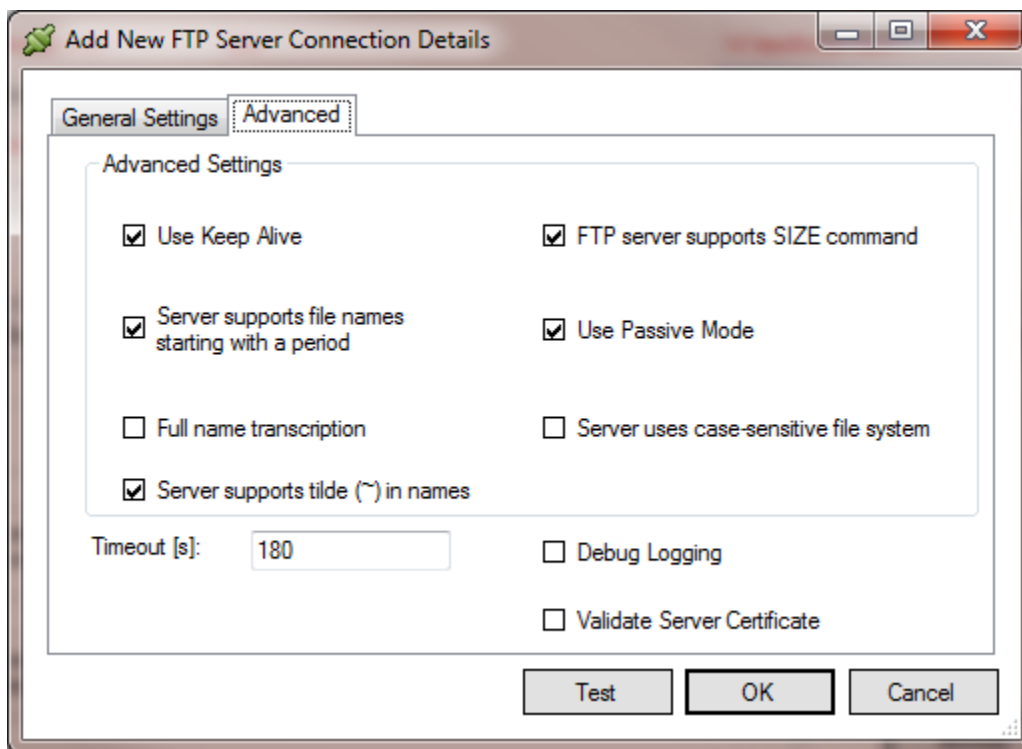 Add New FTP Server Connection Details
General Settings
Advanced
Advanced Settings
Use Keep Alive
FTP server supports SIZE command
Server supports file names
starting with a period
Use Passive Mode
Full name transcription
Server uses case-sensitive file system
Server supports tilde (~) in names
Timeout [s]:
180
Debug Logging
Validate Server Certificate
Test
OK
Cancel